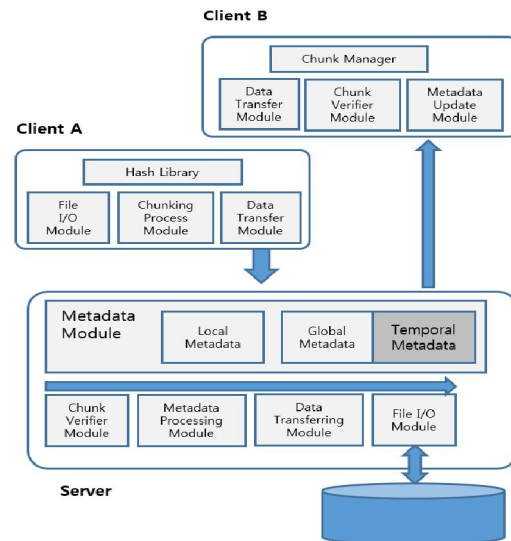 Client B
Chunk Manager
Data
Transfer
Module
Chunk
Verifier
Module
Metadata
Update
Module
Client A
Hash Library
File
I/O
Module
Chunking
Process
Module
Data
Transfer
Module
Metadata
Module
Local
Metadata
Global
Metadata
Temporal
Metadata
Chunk
Verifier
Module
Metadata
Processing
Module
Data
Transferring
Module
File I/O
Module
Server